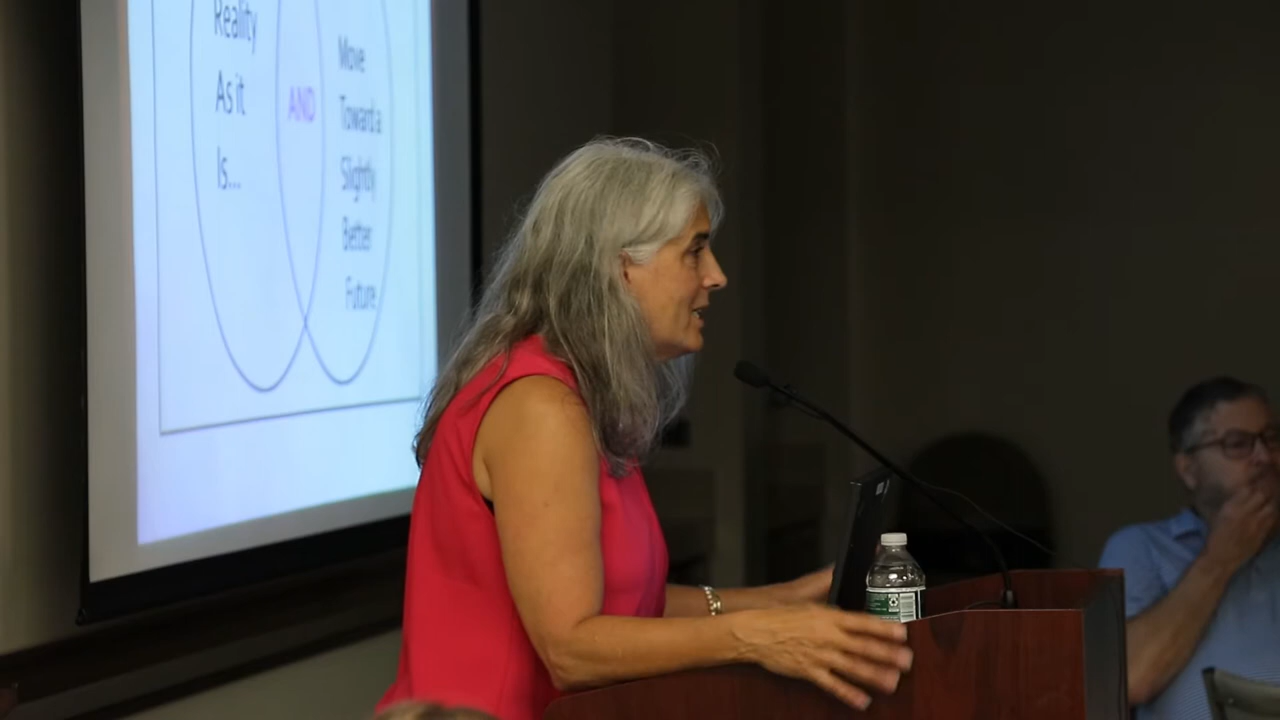 Reality
As it
Is...
AND
Move
Toward a
Slightly
Better
Future